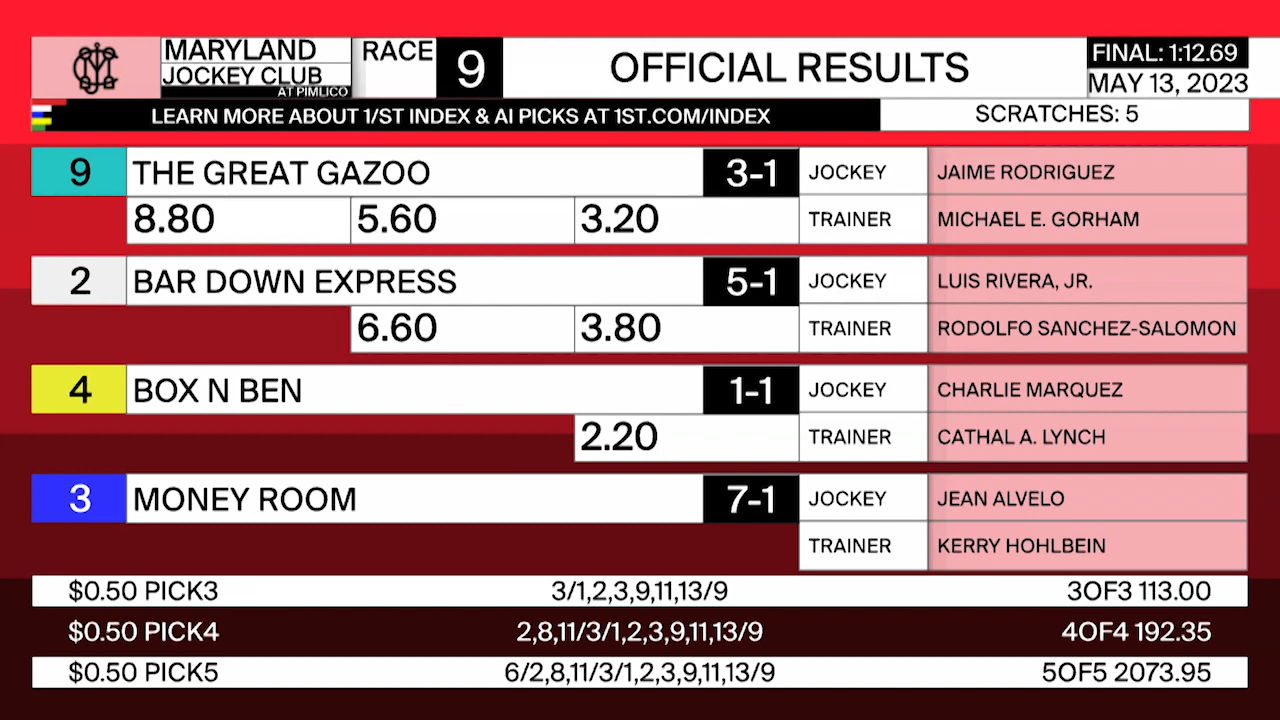 MARYLAND
JOCKEY CLUB
AT PIMLICO
RACE 9
OFFICIAL RESULTS
FINAL: 1:12.69
MAY 13, 2023
LEARN MORE ABOUT 1/ST INDEX & AI PICKS AT 1ST.COM/INDEX
SCRATCHES: 5
9 THE GREAT GAZOO 3-1 JOCKEY JAIME RODRIGUEZ
8.80 5.60 3.20 TRAINER MICHAEL E. GORHAM
2 BAR DOWN EXPRESS 5-1 JOCKEY LUIS RIVERA, JR.
6.60 3.80 TRAINER RODOLFO SANCHEZ-SALOMON
4 BOX N BEN 1-1 JOCKEY CHARLIE MARQUEZ
2.20 TRAINER CATHAL A. LYNCH
3 MONEY ROOM 7-1 JOCKEY JEAN ALVELO
TRAINER KERRY HOHLBEIN
$0.50 PICK3 3/1,2,3,9,11,13/9 3OF3 113.00
$0.50 PICK4 2,8,11/3/1,2,3,9,11,13/9 4OF4 192.35
$0.50 PICK5 6/2,8,11/3/1,2,3,9,11,13/9 5OF5 2073.95